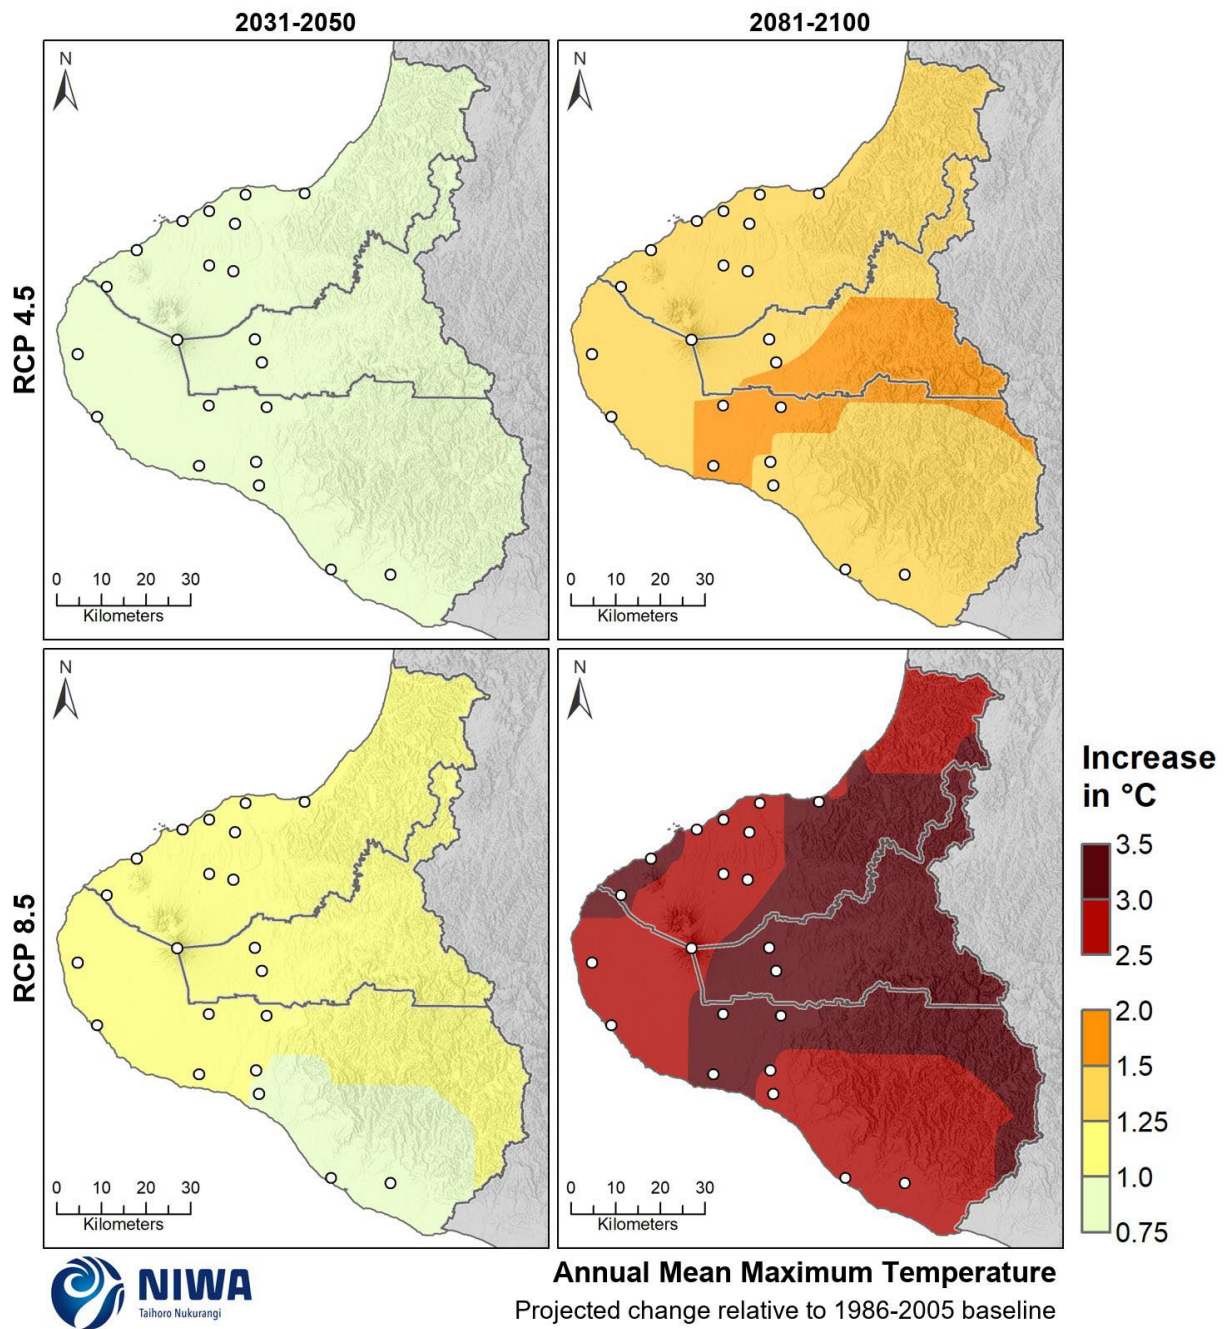 2031-2050
2081-2100
RCP 4.5
N
0 10 20 30
Kilometers
N
0 10 20 30
Kilometers
RCP 8.5
N
0 10 20 30
Kilometers
N
0 10 20 30
Kilometers
Increase
in °C
3.5
3.0
2.5
2.0
1.5
1.25
1.0
0.75
NIWA
Taihoro Nukurangi
Annual Mean Maximum Temperature
Projected change relative to 1986-2005 baseline